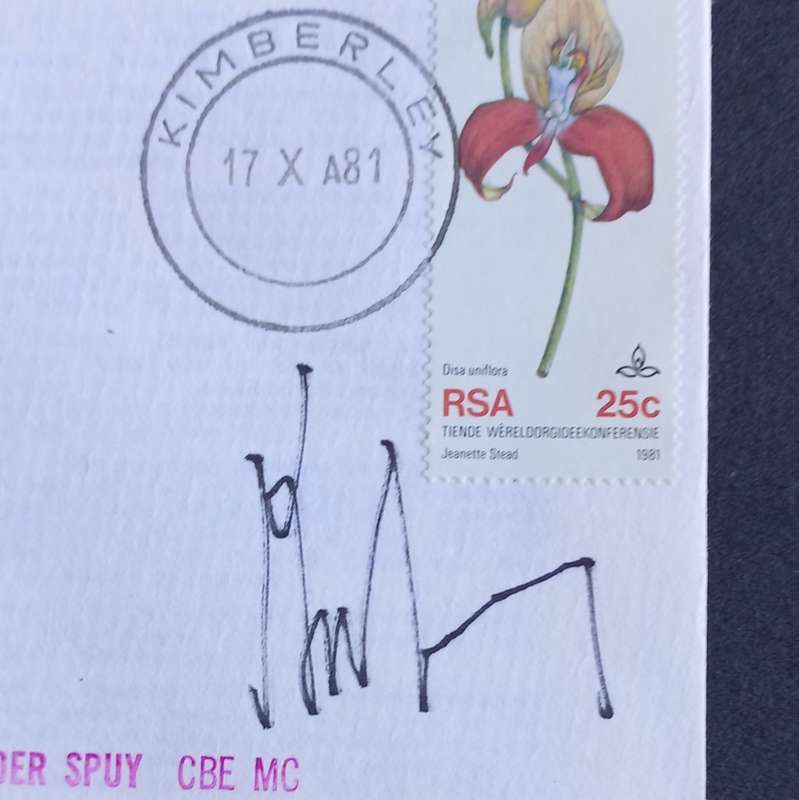 KIMBERLEY
17 X A81
Disa uniflora
RSA 25c
TIENDE WÊRELDORGIDEEKONFERENSIE
Jeanette Stead 1981
DER SPUY CBE MC